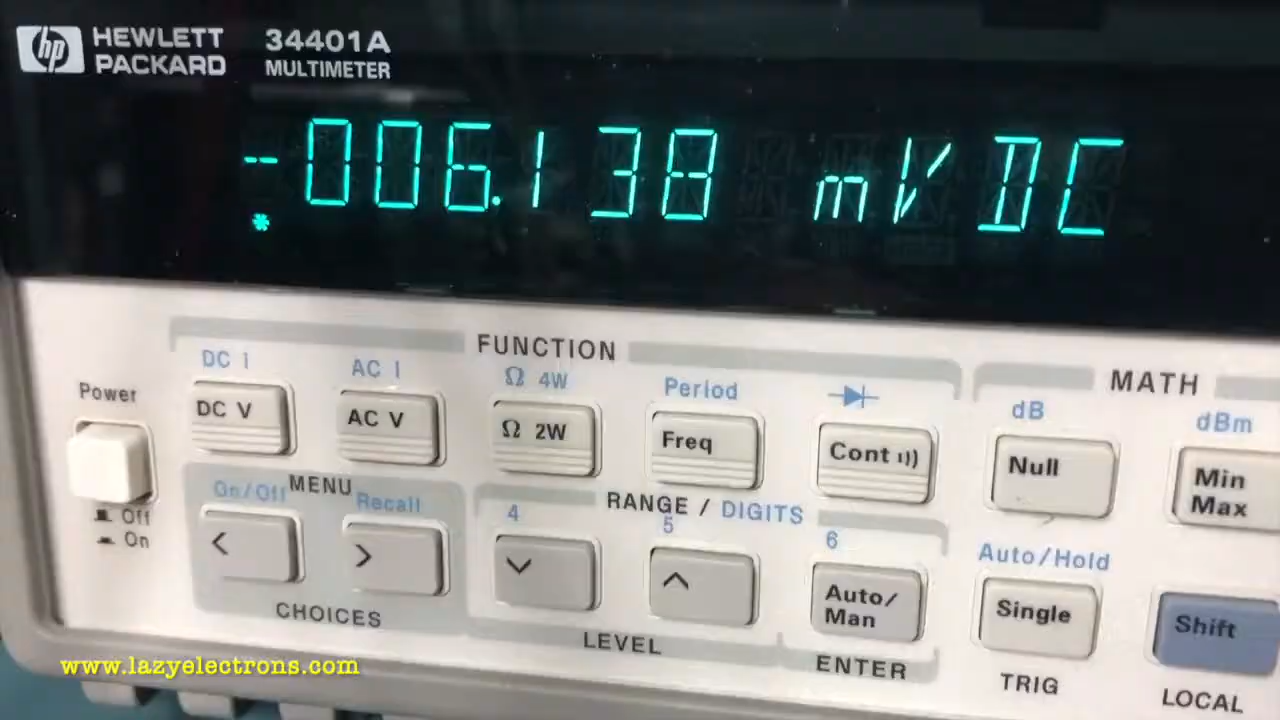 hp HEWLETT PACKARD
34401A MULTIMETER
-006.138 mVDC
*
FUNCTION
MATH
DC I AC I Ω 4W Period dB dBm
Power
DC V AC V Ω 2W Freq Cont Null Min Max
MENU
RANGE / DIGITS
On/Off Recall 4 5 6 Auto/Hold
Off
On
< > ˅ ˄ Auto/Man Single Shift
CHOICES LEVEL ENTER TRIG LOCAL
www.lazyelectrons.com